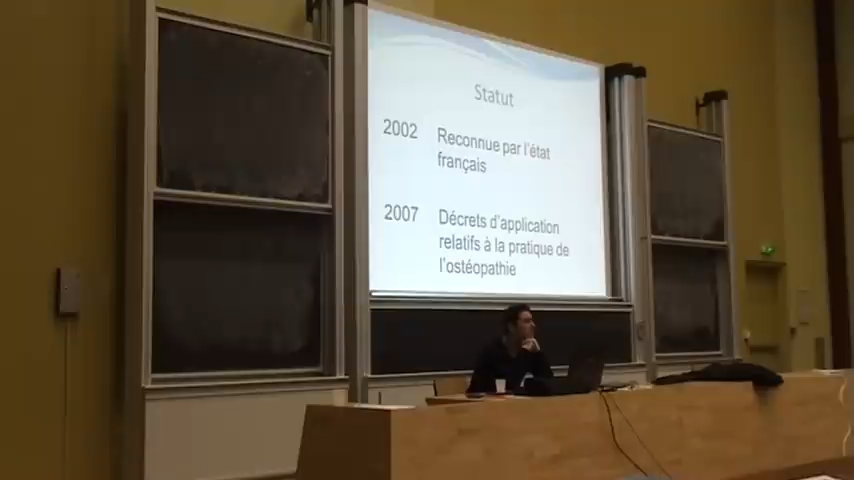 Statut
2002 Reconnue par l'état
français
2007 Décrets d'application
relatifs à la pratique de
l'ostéopathie